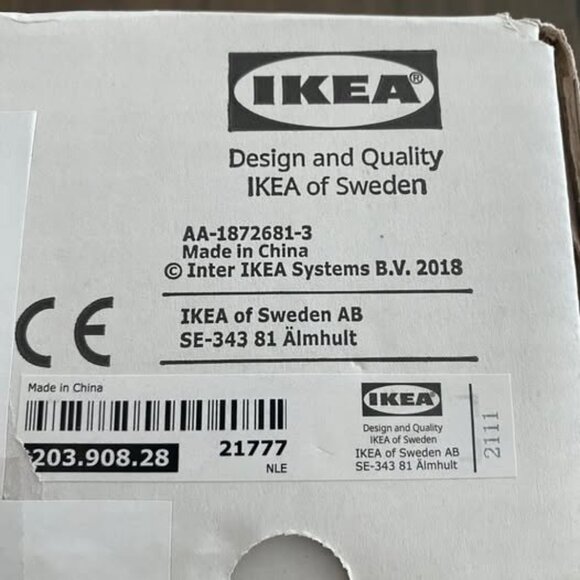 IKEA®
Design and Quality
IKEA of Sweden
AA-1872681-3
Made in China
© Inter IKEA Systems B.V. 2018
CE
IKEA of Sweden AB
SE-343 81 Älmhult
Made in China
203.908.28
21777
NLE
IKEA
Design and Quality
IKEA of Sweden
IKEA of Sweden AB
SE-343 81 Älmhult
2111